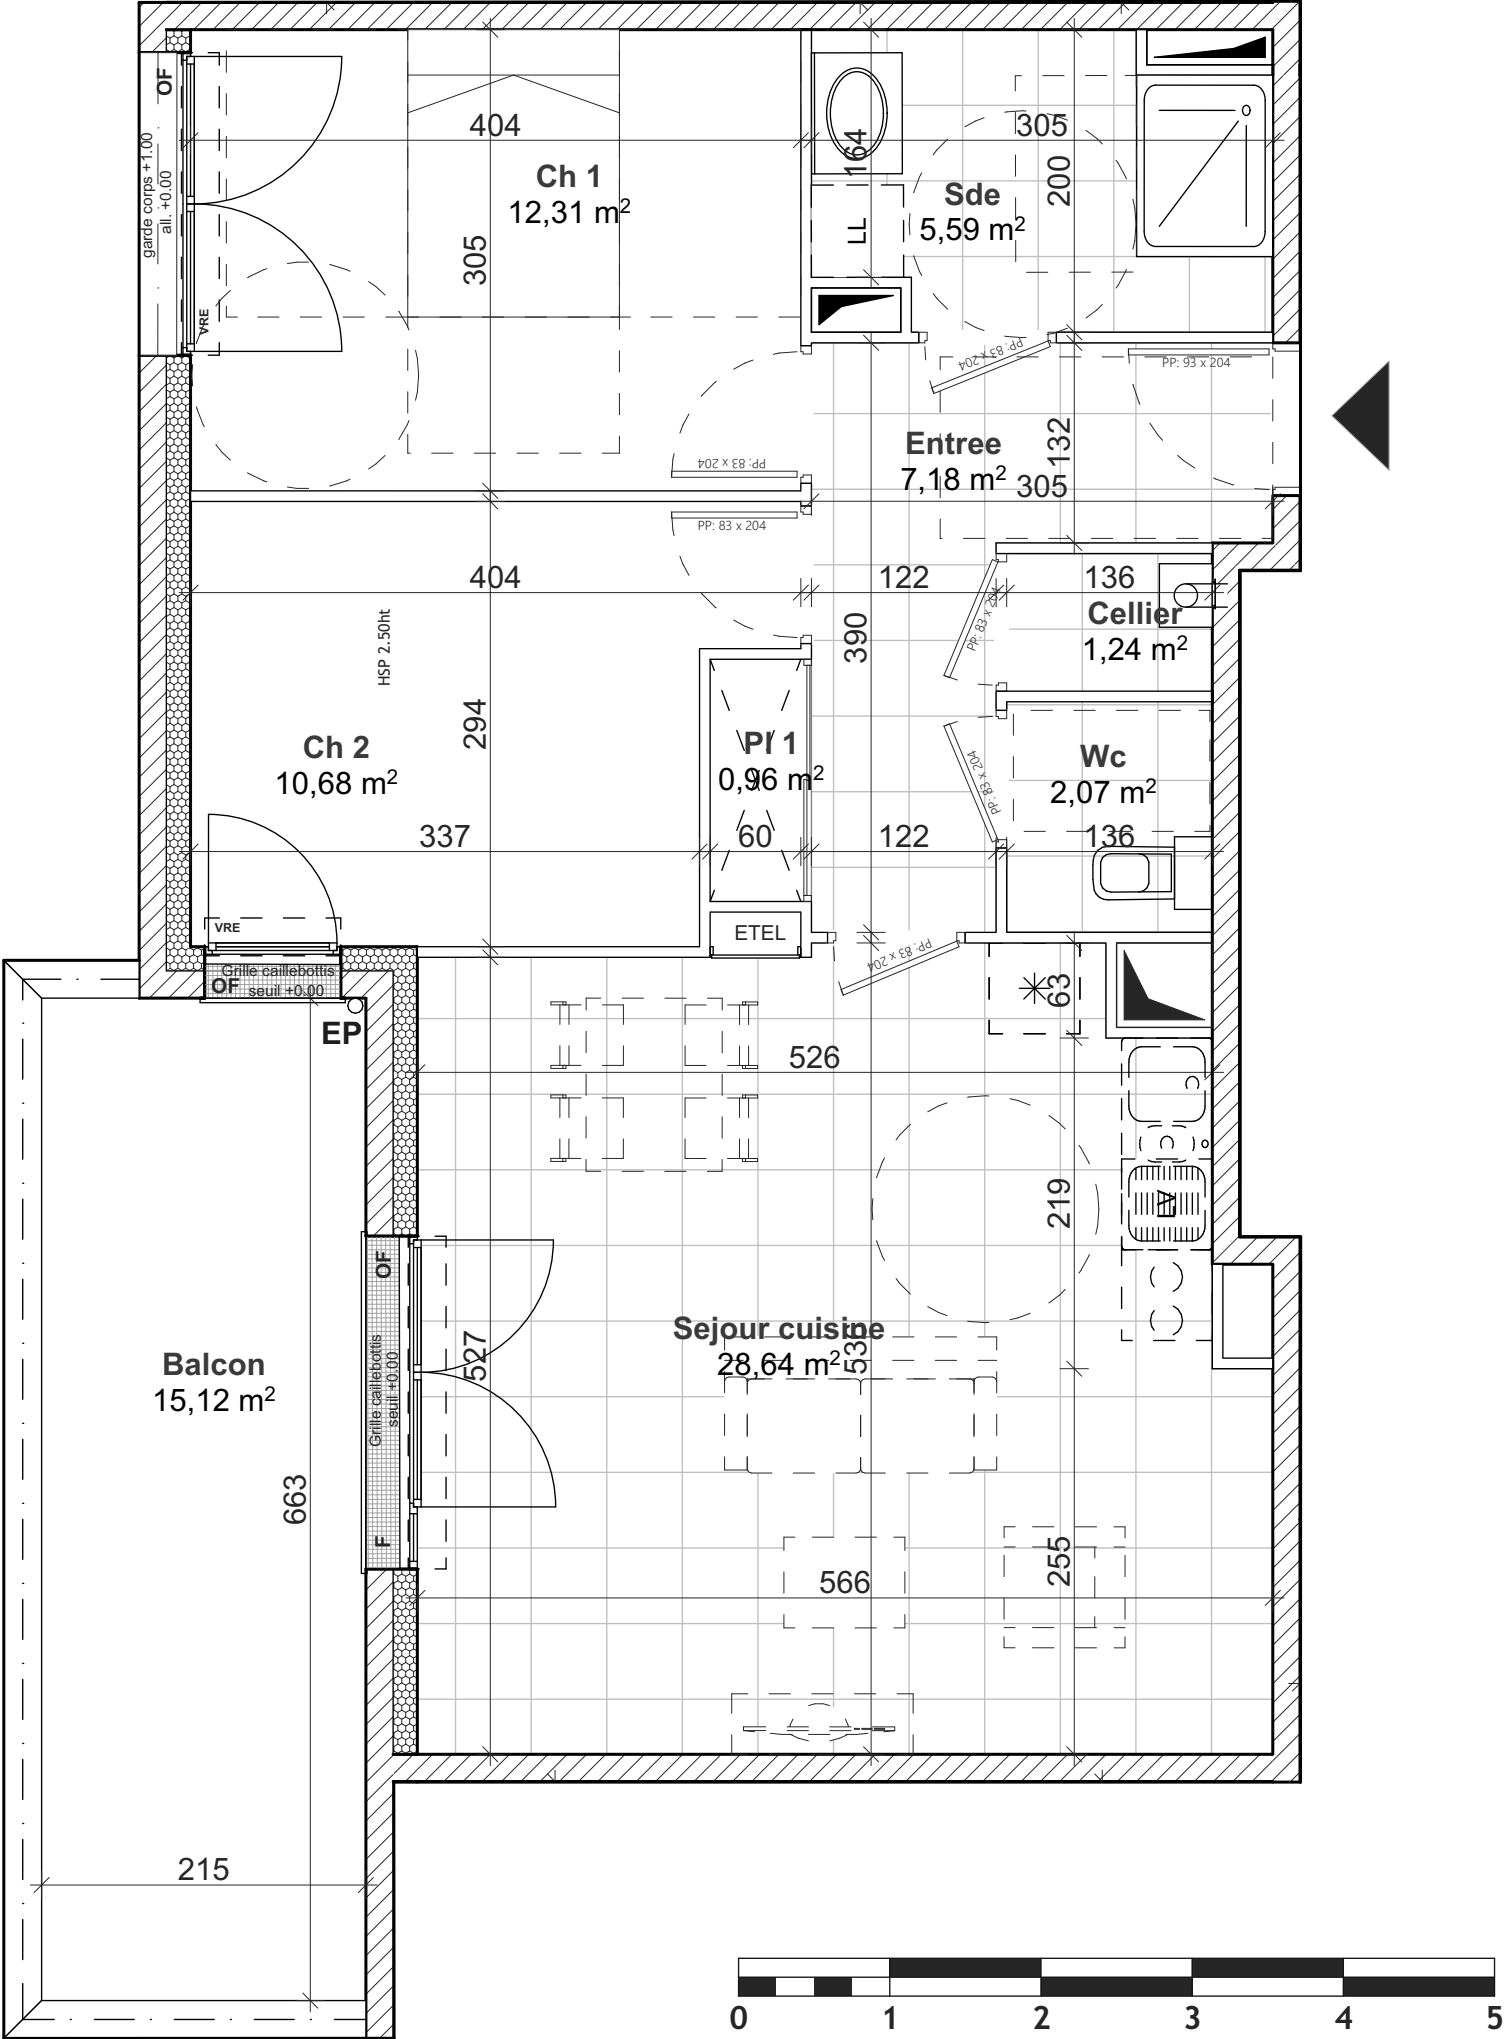 OF
garde corps +1.00
all. +0.00
VRE
404
Ch 1
12,31 m²
305
164
LL
305
200
Sde
5,59 m²
PP: 83 x 204
PP: 93 x 204
Entree
7,18 m²
132
305
PP: 83 x 204
PP: 83 x 204
404
122
136
HSP 2.50ht
390
PP: 83 x 204
Cellier
1,24 m²
294
Ch 2
10,68 m²
Pl 1
0,96 m²
PP: 83 x 204
Wc
2,07 m²
337
60
122
136
VRE
ETEL
PP: 83 x 204
Grille caillebottis
seuil +0.00
OF
EP
63
526
219
LV
OF
Grille caillebottis
seuil +0.00
F
527
Sejour cuisine
28,64 m²
535
Balcon
15,12 m²
663
566
255
215
0 1 2 3 4 5